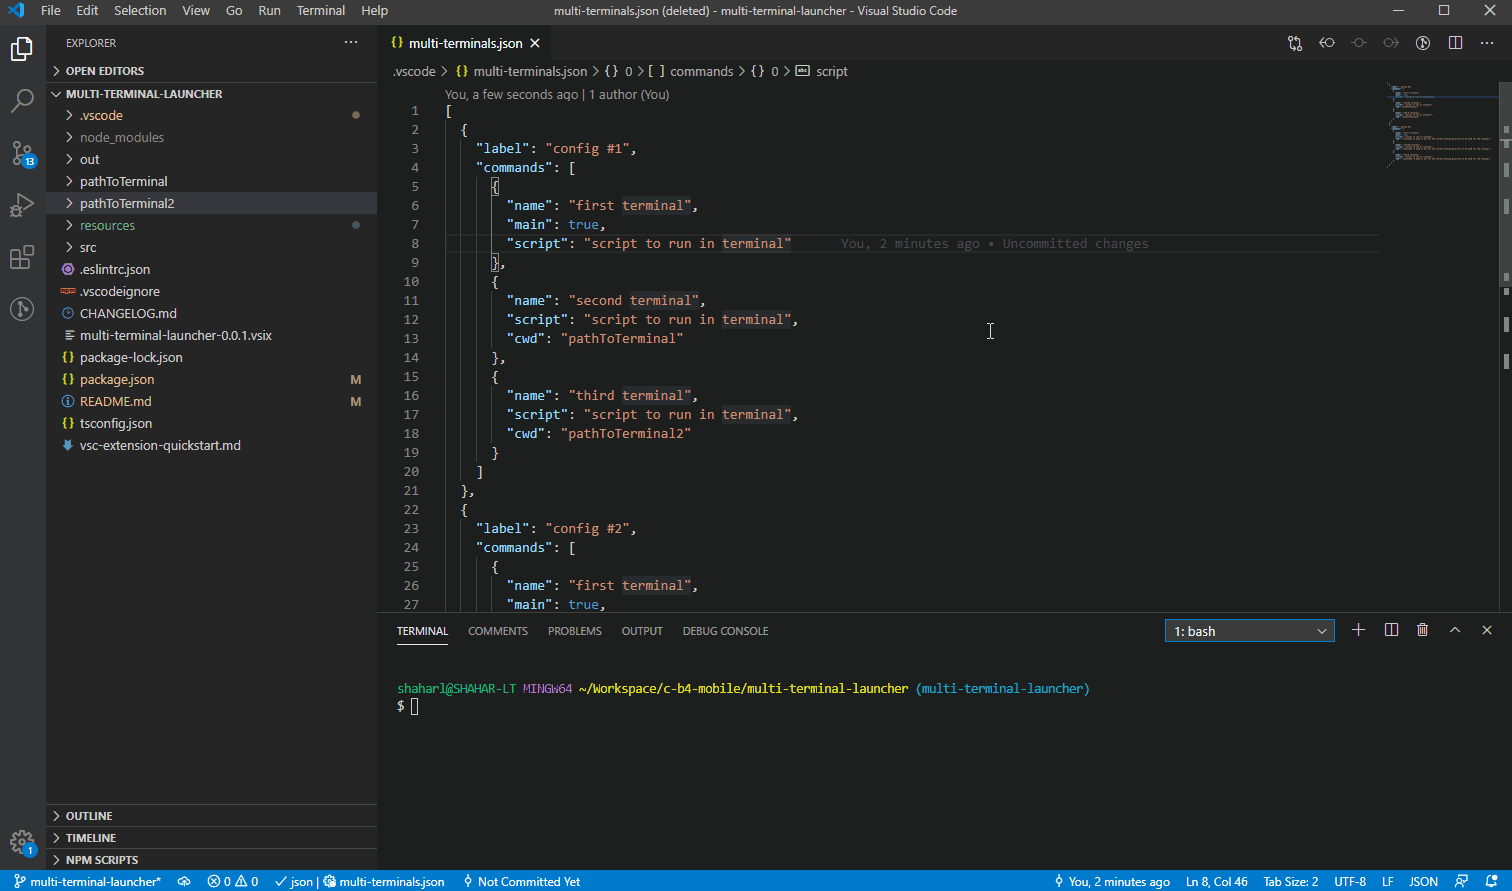 File Edit Selection View Go Run Terminal Help
multi-terminals.json (deleted) - multi-terminal-launcher - Visual Studio Code
EXPLORER
OPEN EDITORS
MULTI-TERMINAL-LAUNCHER
.vscode
node_modules
out
pathToTerminal
pathToTerminal2
resources
src
.eslintrc.json
.vscodeignore
CHANGELOG.md
multi-terminal-launcher-0.0.1.vsix
package-lock.json
package.json M
README.md M
tsconfig.json
vsc-extension-quickstart.md
OUTLINE
TIMELINE
NPM SCRIPTS
13
1
multi-terminals.json
.vscode > {} multi-terminals.json > {} 0 > [ ] commands > {} 0 > script
You, a few seconds ago | 1 author (You)
1 [
2 {
3 "label": "config #1",
4 "commands": [
5 {
6 "name": "first terminal",
7 "main": true,
8 "script": "script to run in terminal" You, 2 minutes ago • Uncommitted changes
9 },
10 {
11 "name": "second terminal",
12 "script": "script to run in terminal",
13 "cwd": "pathToTerminal"
14 },
15 {
16 "name": "third terminal",
17 "script": "script to run in terminal",
18 "cwd": "pathToTerminal2"
19 }
20 ]
21 },
22 {
23 "label": "config #2",
24 "commands": [
25 {
26 "name": "first terminal",
27 "main": true,
TERMINAL COMMENTS PROBLEMS OUTPUT DEBUG CONSOLE
1: bash
shaharl@SHAHAR-LT MINGW64 ~/Workspace/c-b4-mobile/multi-terminal-launcher (multi-terminal-launcher)
$
multi-terminal-launcher* 0 0 json | multi-terminals.json Not Committed Yet
You, 2 minutes ago Ln 8, Col 46 Tab Size: 2 UTF-8 LF JSON